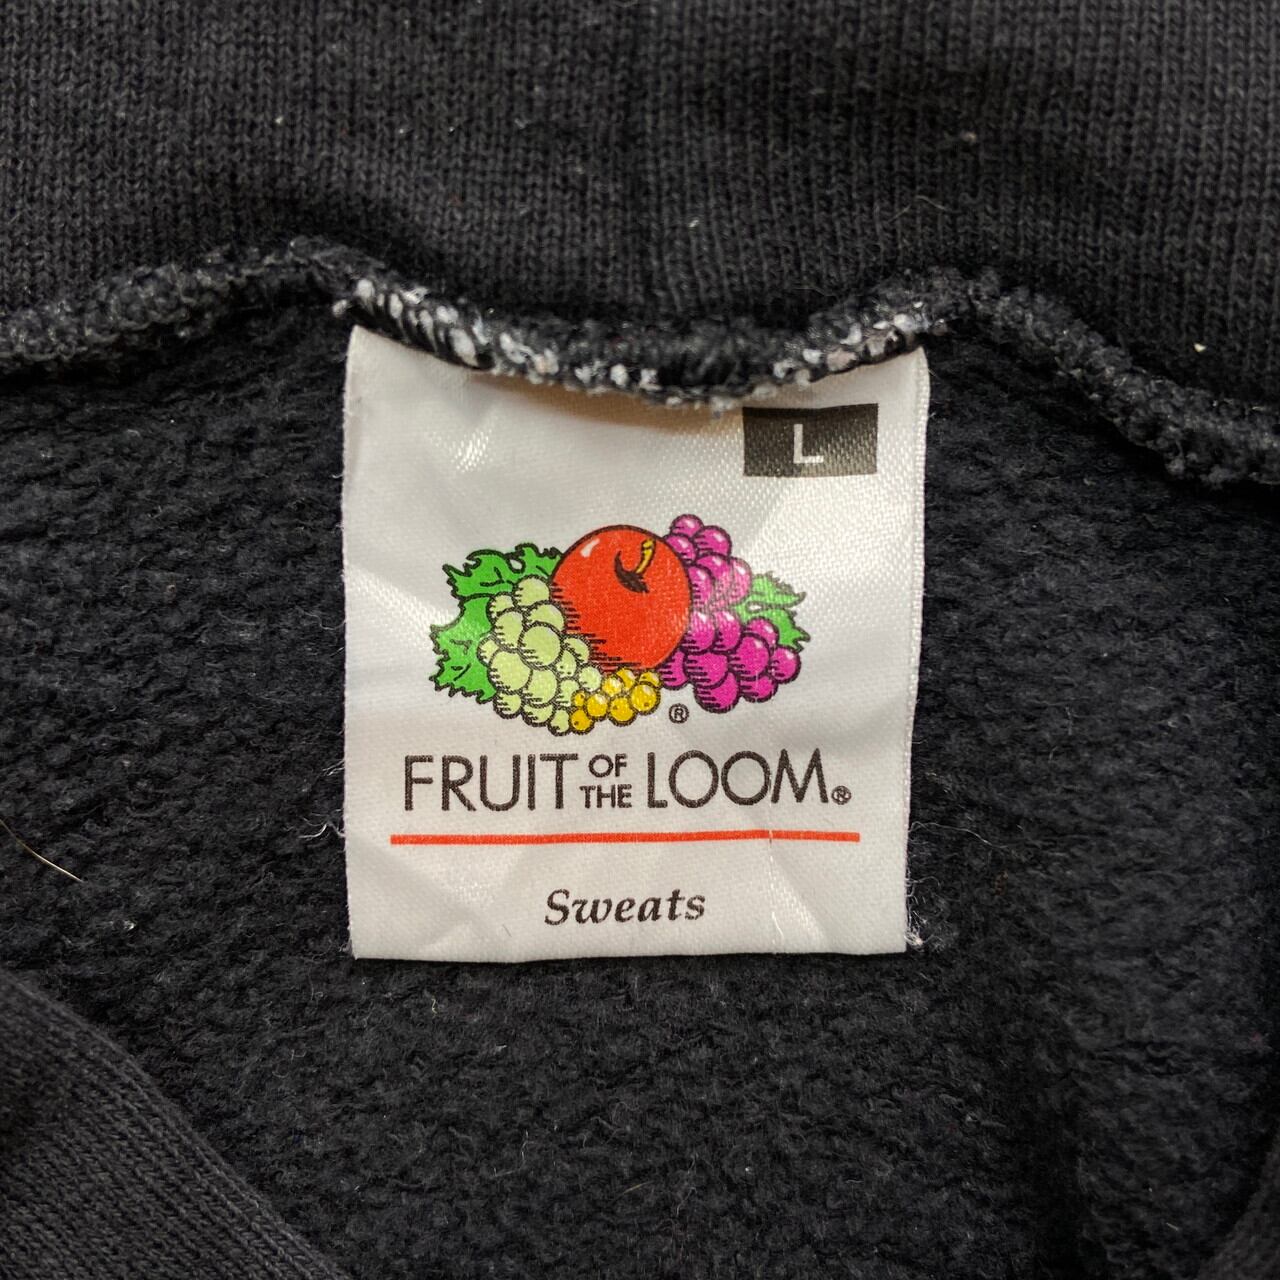 L
®
FRUIT OF THE LOOM®
Sweats